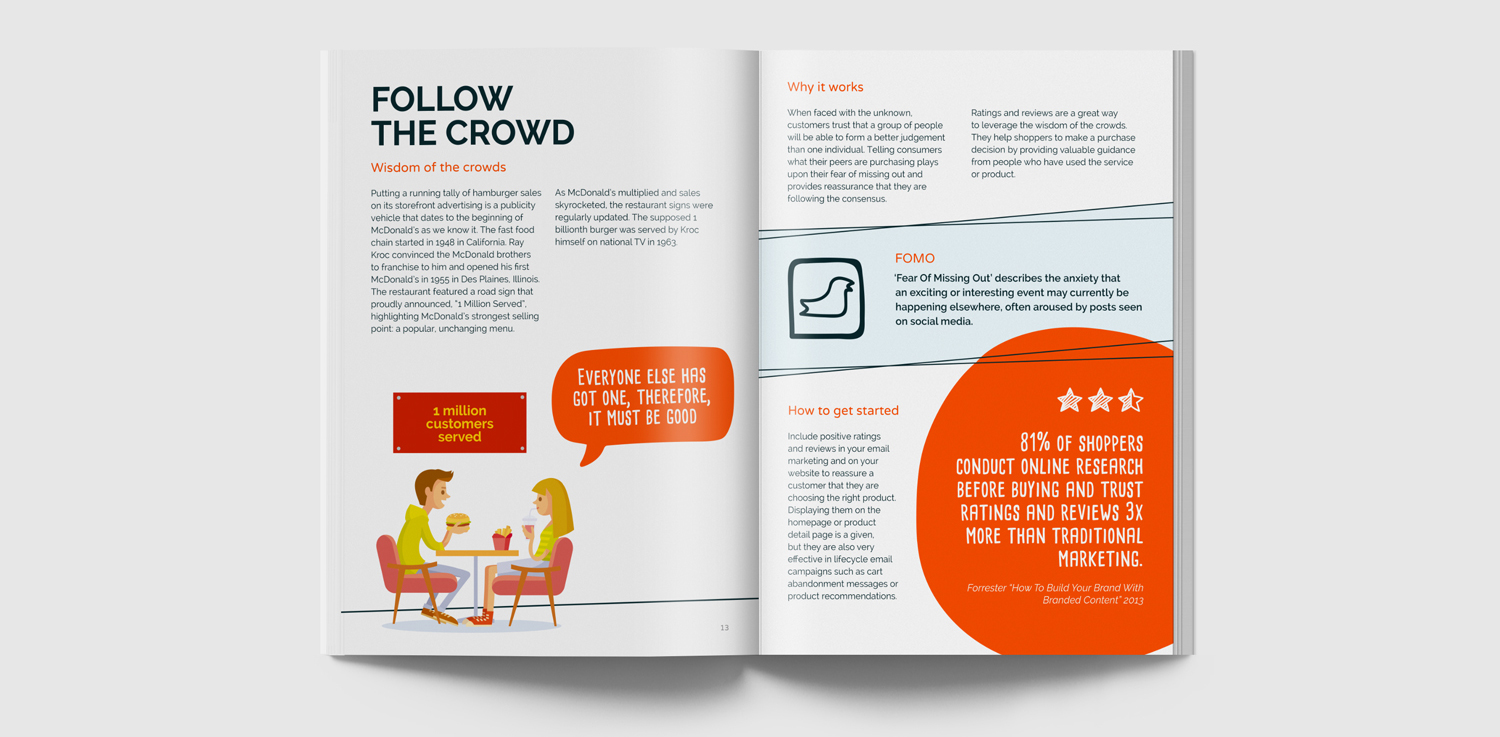 FOLLOW
THE CROWD
Wisdom of the crowds
Putting a running tally of hamburger sales
on its storefront advertising is a publicity
vehicle that dates to the beginning of
McDonald's as we know it. The fast food
chain started in 1948 in California. Ray
Kroc convinced the McDonald brothers
to franchise to him and opened his first
McDonald's in 1955 in Des Plaines, Illinois.
The restaurant featured a road sign that
proudly announced, "1 Million Served",
highlighting McDonald's strongest selling
point: a popular, unchanging menu.
As McDonald's multiplied and sales
skyrocketed, the restaurant signs were
regularly updated. The supposed 1
billionth burger was served by Kroc
himself on national TV in 1963.
EVERYONE ELSE HAS
GOT ONE, THEREFORE,
IT MUST BE GOOD
1 million
customers
served
13
Why it works
When faced with the unknown,
customers trust that a group of people
will be able to form a better judgement
than one individual. Telling consumers
what their peers are purchasing plays
upon their fear of missing out and
provides reassurance that they are
following the consensus.
Ratings and reviews are a great way
to leverage the wisdom of the crowds.
They help shoppers to make a purchase
decision by providing valuable guidance
from people who have used the service
or product.
FOMO
'Fear Of Missing Out' describes the anxiety that
an exciting or interesting event may currently be
happening elsewhere, often aroused by posts seen
on social media.
How to get started
Include positive ratings
and reviews in your email
marketing and on your
website to reassure a
customer that they are
choosing the right product.
Displaying them on the
homepage or product
detail page is a given,
but they are also very
effective in lifecycle email
campaigns such as cart
abandonment messages or
product recommendations.
81% OF SHOPPERS
CONDUCT ONLINE RESEARCH
BEFORE BUYING AND TRUST
RATINGS AND REVIEWS 3X
MORE THAN TRADITIONAL
MARKETING.
Forrester "How To Build Your Brand With
Branded Content" 2013